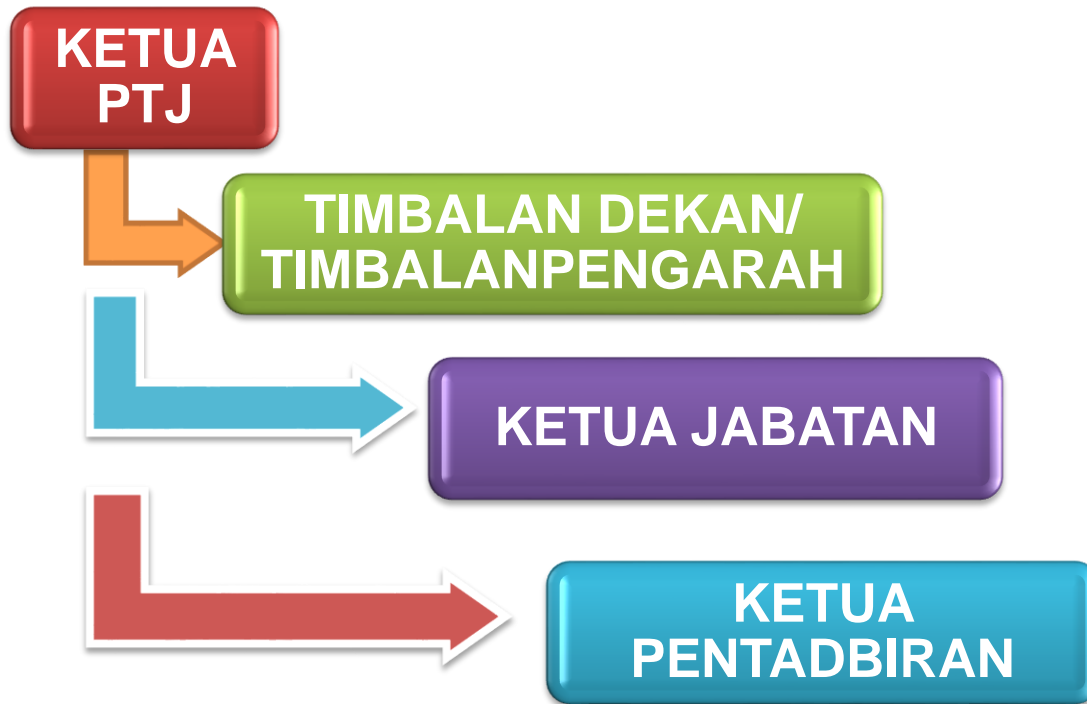 KETUA
PTJ
TIMBALAN DEKAN/
TIMBALANPENGARAH
KETUA JABATAN
KETUA
PENTADBIRAN